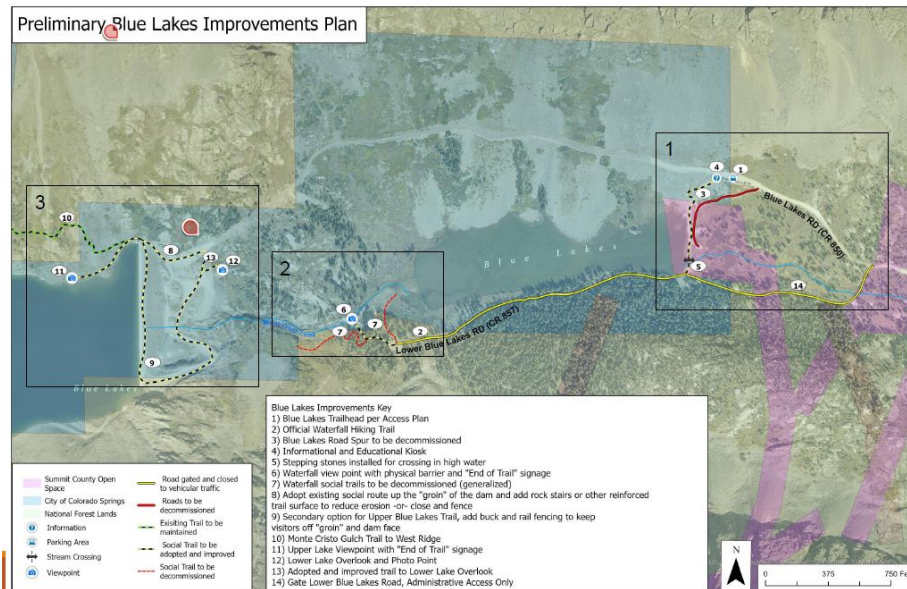 Preliminary Blue Lakes Improvements Plan
1
4
1
3
Blue Lakes RD (CR 850)
5
14
3
10
8
13
12
11
9
Blue Lakes
2
6
7
7
2
Lower Blue Lakes RD (CR 857)
Blue Lakes
Blue Lakes Improvements Key
1) Blue Lakes Trailhead per Access Plan
2) Official Waterfall Hiking Trail
3) Blue Lakes Road Spur to be decommissioned
4) Informational and Educational Kiosk
5) Stepping stones installed for crossing in high water
6) Waterfall view point with physical barrier and "End of Trail" signage
7) Waterfall social trails to be decommissioned (generalized)
8) Adopt existing social route up the "groin" of the dam and add rock stairs or other reinforced
trail surface to reduce erosion -or- close and fence
9) Secondary option for Upper Blue Lakes Trail, add buck and rail fencing to keep
visitors off "groin" and dam face
10) Monte Cristo Gulch Trail to West Ridge
11) Upper Lake Viewpoint with "End of Trail" signage
12) Lower Lake Overlook and Photo Point
13) Adopted and improved trail to Lower Lake Overlook
14) Gate Lower Blue Lakes Road, Administrative Access Only
Summit County Open
Space
City of Colorado Springs
National Forest Lands
Information
Parking Area
Stream Crossing
Viewpoint
Road gated and closed
to vehicular traffic
Roads to be
decommissioned
Exisiting Trail to be
maintained
Social Trail to be
adopted and improved
Social Trail to be
decommissioned
N
0 375 750 Fe